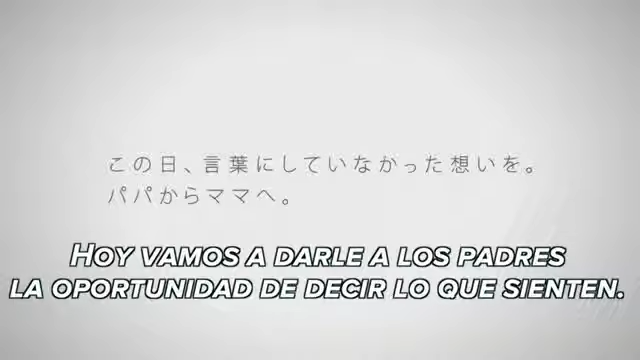 この日、言葉にしていなかった想いを。
パパからママへ。
HOY VAMOS A DARLE A LOS PADRES
LA OPORTUNIDAD DE DECIR LO QUE SIENTEN.